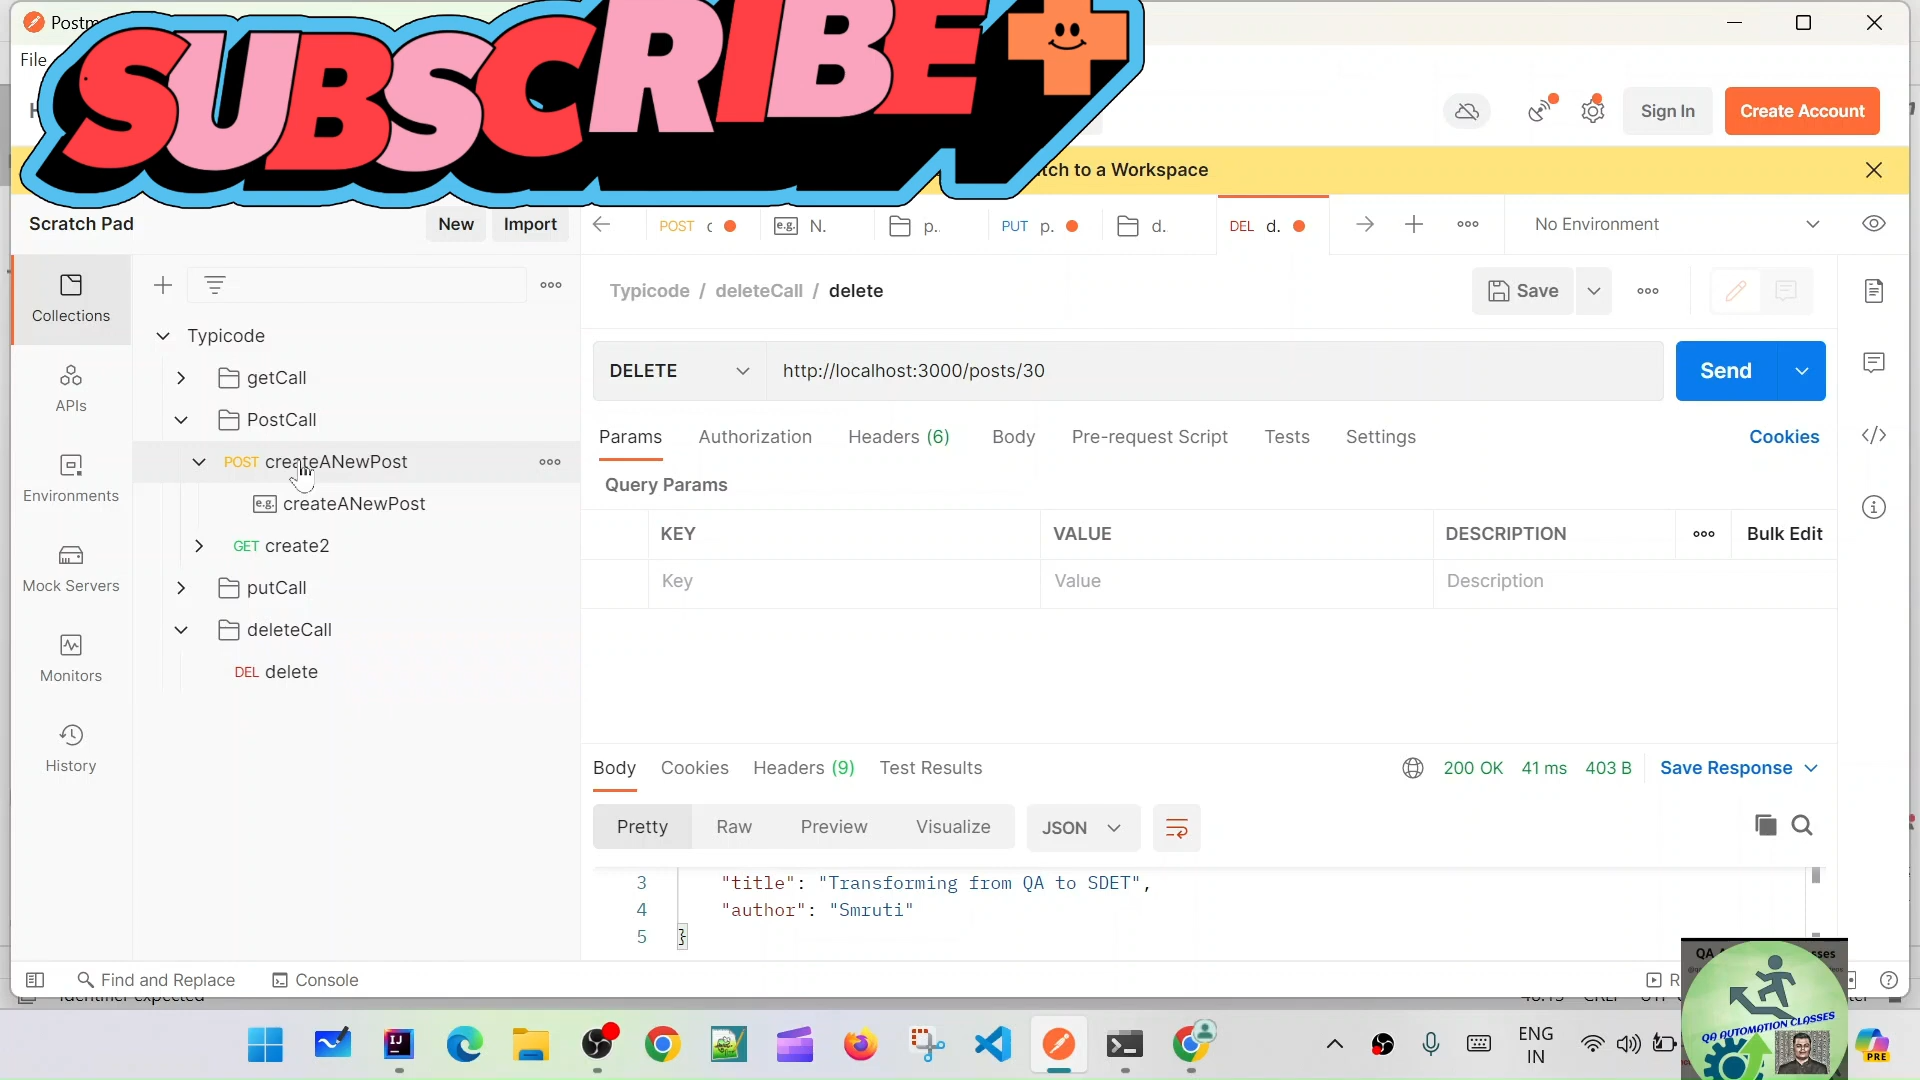 SUBSCRIBE
File
Sign In
Create Account
to a Workspace
Scratch Pad
New
Import
POST
e.g. N.
p..
PUT p.
d.
DEL d.
No Environment
Collections
APIs
Environments
Mock Servers
Monitors
History
Typicode
getCall
PostCall
POST createANewPost
e.g. createANewPost
GET create2
putCall
deleteCall
DEL delete
Typicode / deleteCall / delete
Save
DELETE
http://localhost:3000/posts/30
Send
Params Authorization Headers (6) Body Pre-request Script Tests Settings
Cookies
Query Params
KEY VALUE DESCRIPTION Bulk Edit
Key Value Description
Body Cookies Headers (9) Test Results
200 OK 41 ms 403 B Save Response
Pretty Raw Preview Visualize JSON
3 "title": "Transforming from QA to SDET",
4 "author": "Smruti"
5 }
Find and Replace
Console
ENG
IN
QA AUTOMATION CLASSES
IJ
PRE